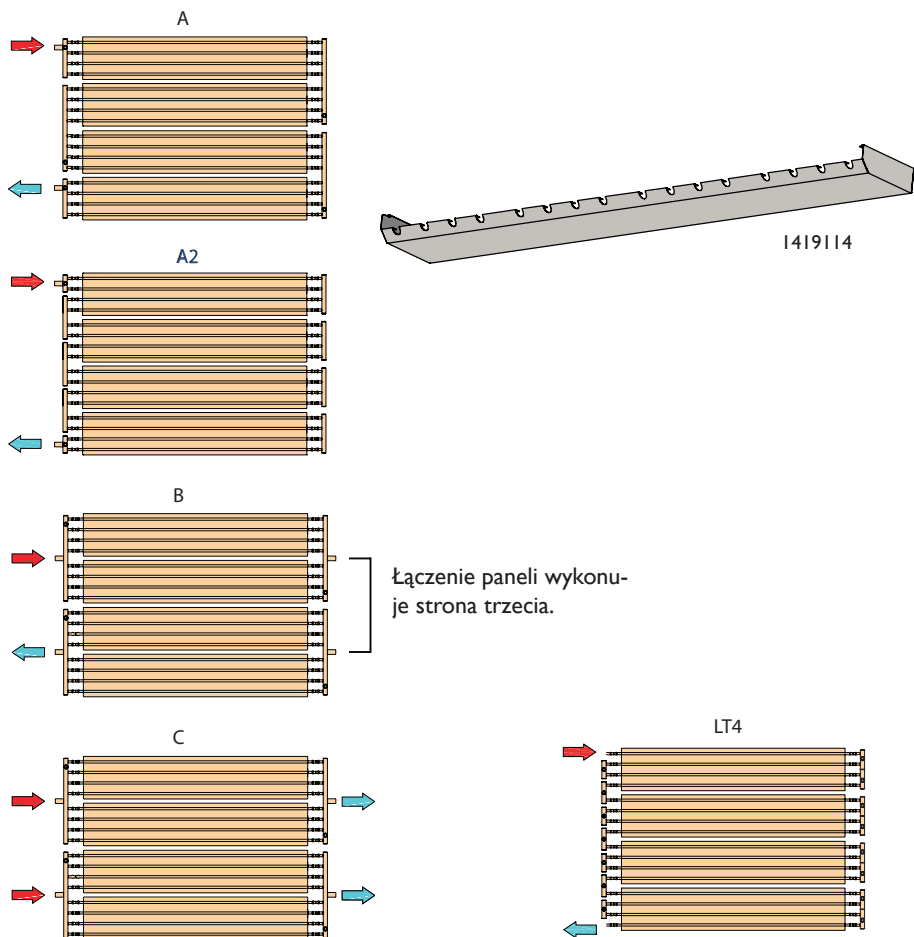 A
1419114
A2
B
Łączenie paneli wykonu-
je strona trzecia.
C
LT4